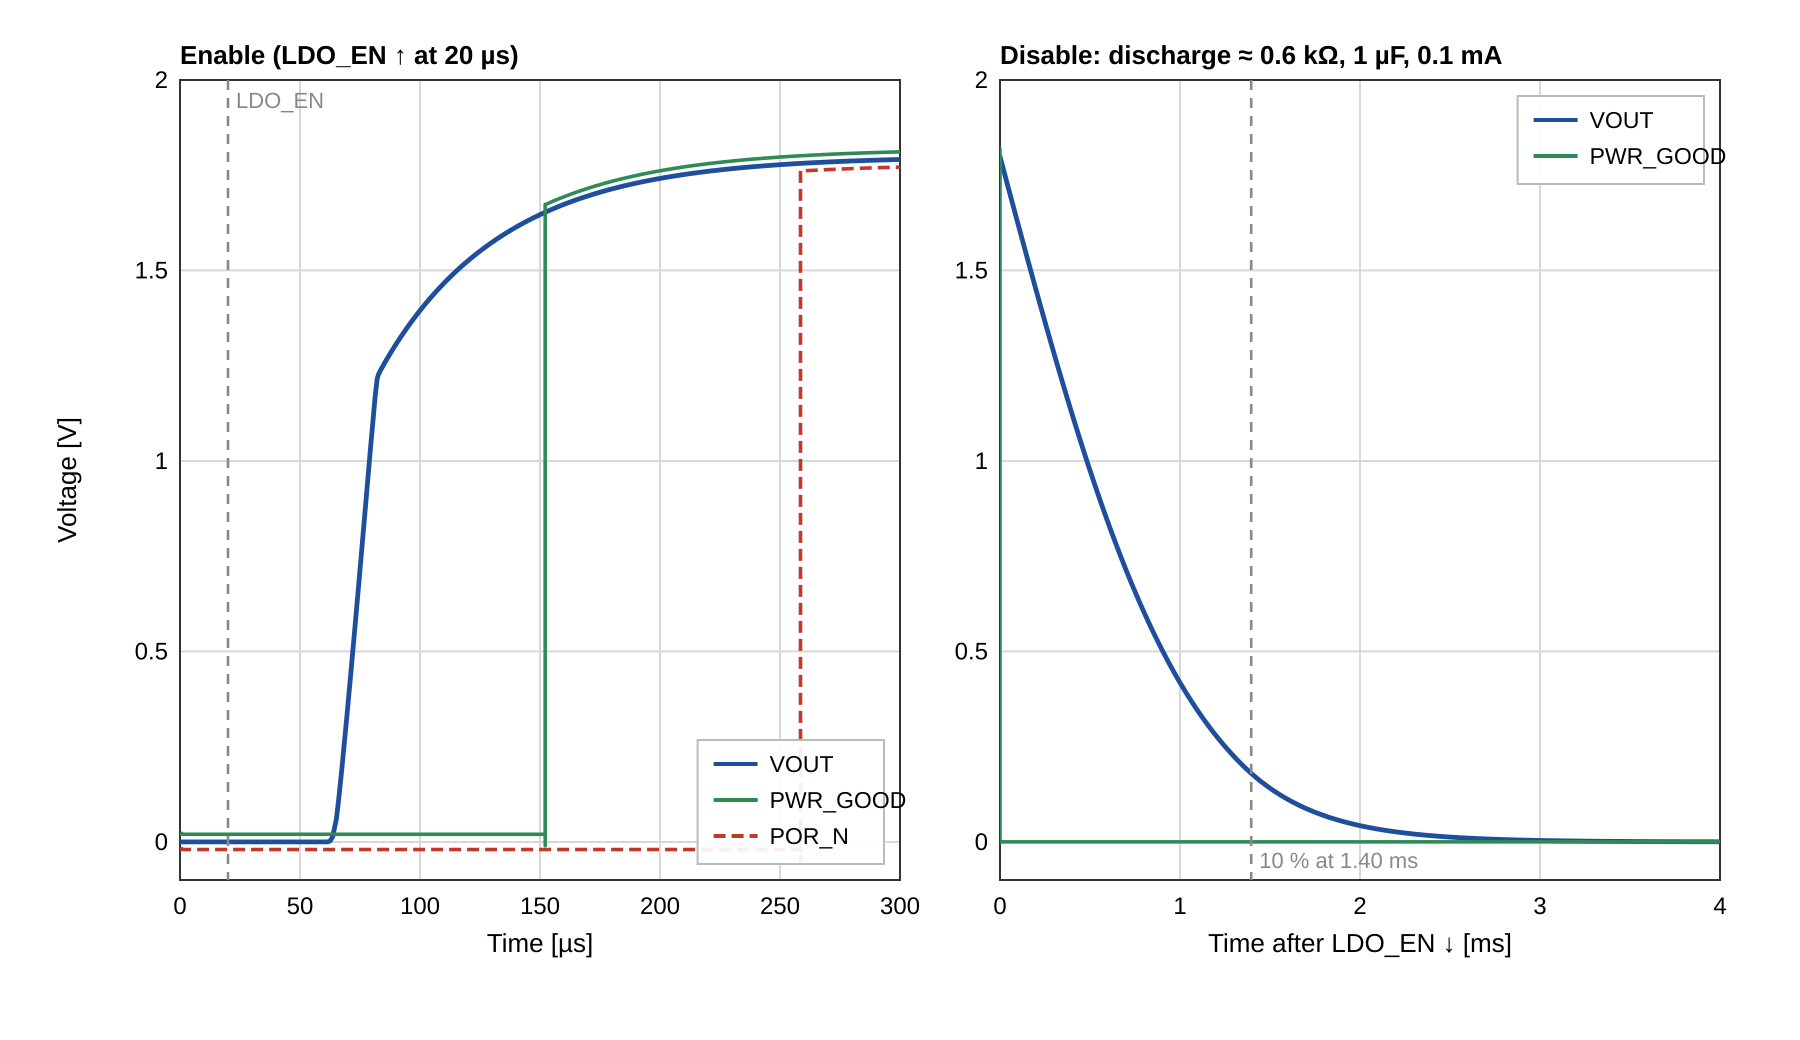 Enable (LDO_EN ↑ at 20 µs)
Voltage [V]
2
1.5
1
0.5
0
LDO_EN
VOUT
PWR_GOOD
POR_N
0 50 100 150 200 250 300
Time [µs]
Disable: discharge ≈ 0.6 kΩ, 1 µF, 0.1 mA
2
1.5
1
0.5
0
VOUT
PWR_GOOD
10 % at 1.40 ms
0 1 2 3 4
Time after LDO_EN ↓ [ms]